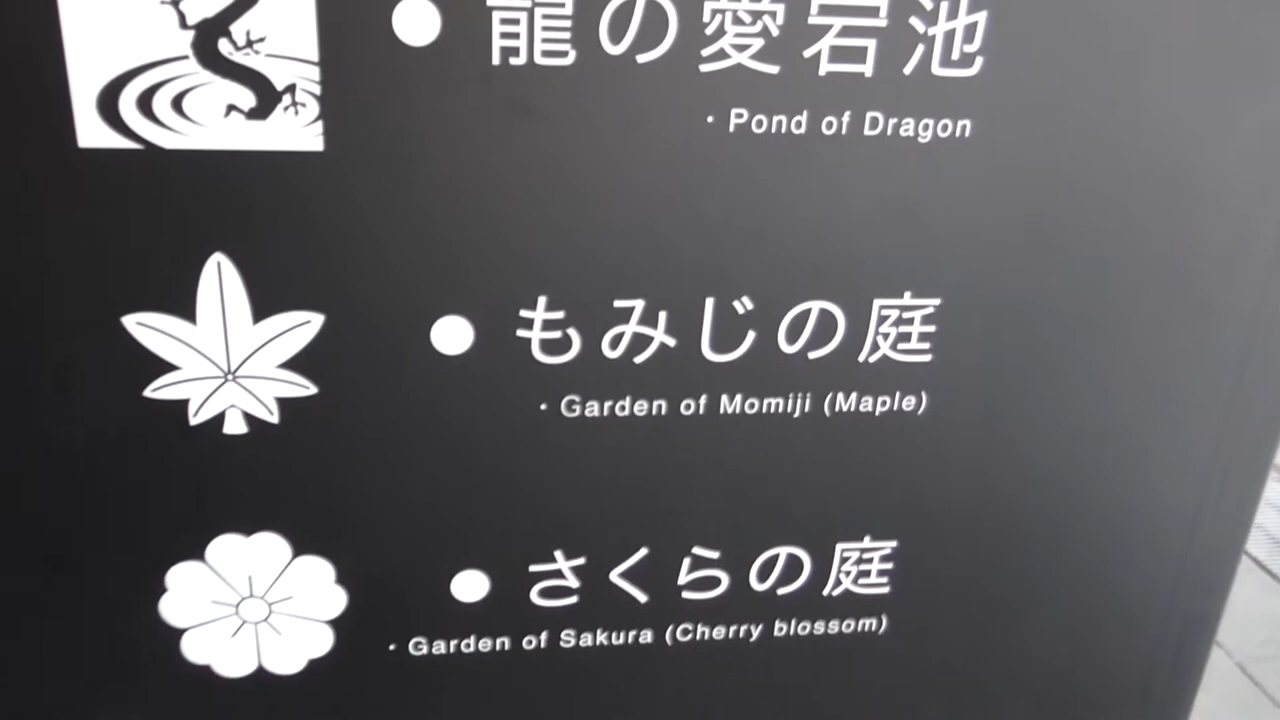 龍の愛宕池
・Pond of Dragon
もみじの庭
・Garden of Momiji (Maple)
さくらの庭
・Garden of Sakura (Cherry blossom)